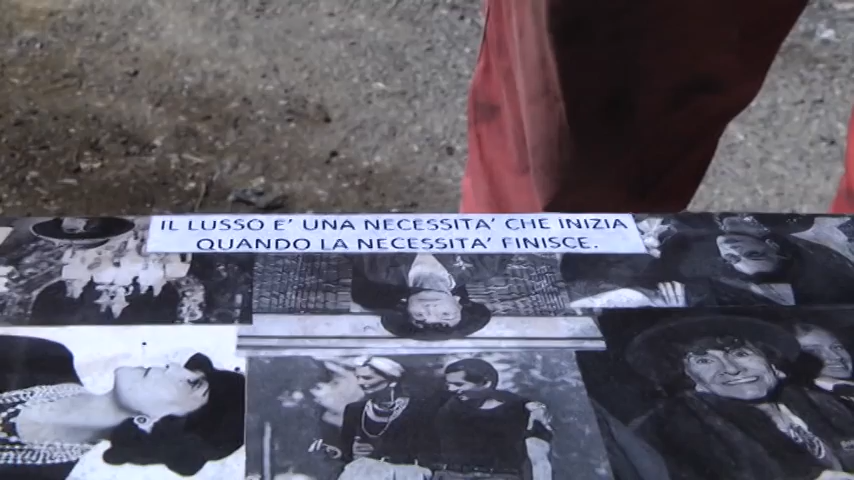 IL LUSSO E' UNA NECESSITA' CHE INIZIA
QUANDO LA NECESSITA' FINISCE.